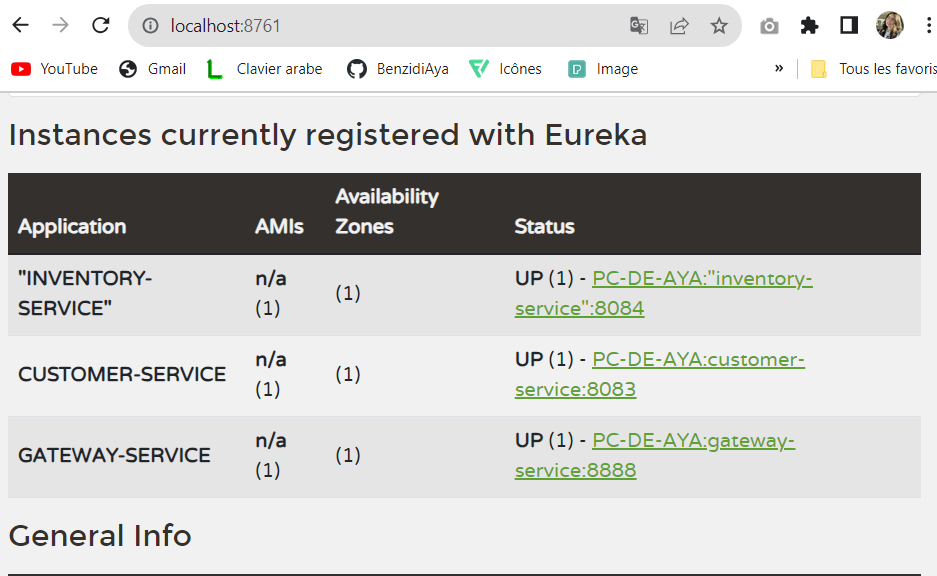 localhost:8761
YouTube Gmail Clavier arabe BenzidiAya Icônes Image » Tous les favoris
Instances currently registered with Eureka
Application AMIs Availability Zones Status
"INVENTORY-SERVICE" n/a (1) (1) UP (1) - PC-DE-AYA:"inventory-service":8084
CUSTOMER-SERVICE n/a (1) (1) UP (1) - PC-DE-AYA:customer-service:8083
GATEWAY-SERVICE n/a (1) (1) UP (1) - PC-DE-AYA:gateway-service:8888
General Info